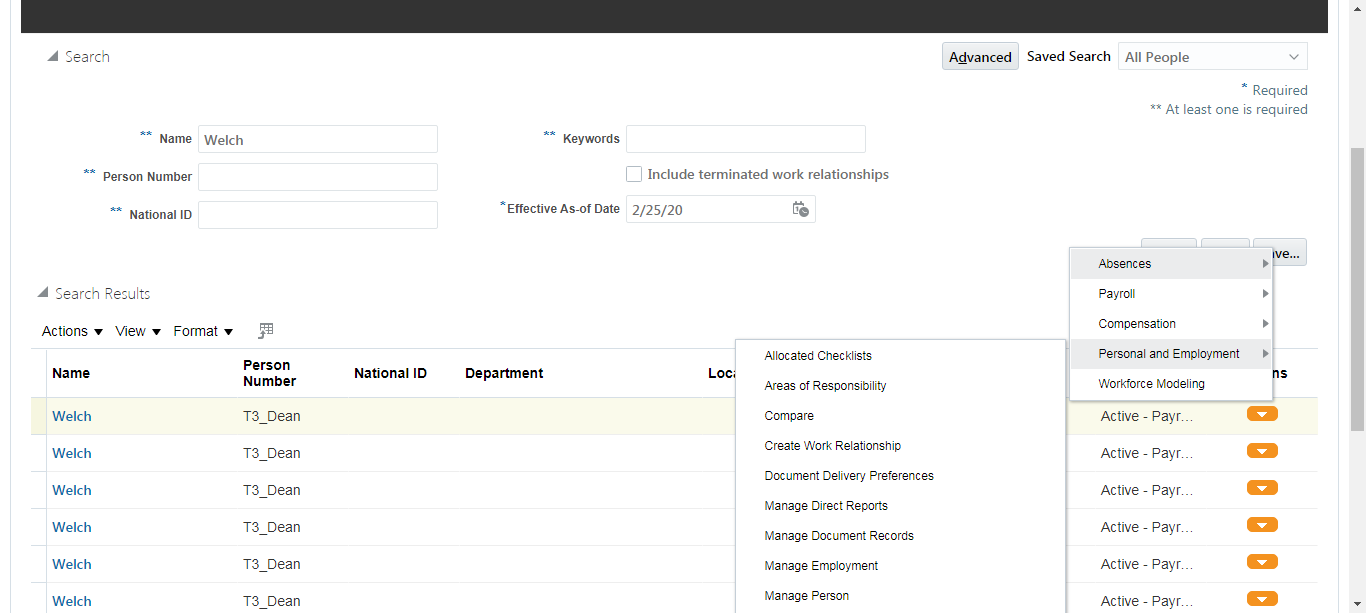 Search
Advanced Saved Search All People
* Required
** At least one is required
** Name Welch
** Keywords
** Person Number
Include terminated work relationships
** National ID
*Effective As-of Date 2/25/20
Absences
Payroll
Compensation
Personal and Employment
Workforce Modeling
Search Results
Actions View Format
Name Person Number National ID Department
Allocated Checklists
Areas of Responsibility
Compare
Create Work Relationship
Document Delivery Preferences
Manage Direct Reports
Manage Document Records
Manage Employment
Manage Person
Welch T3_Dean Active - Payr...
Welch T3_Dean Active - Payr...
Welch T3_Dean Active - Payr...
Welch T3_Dean Active - Payr...
Welch T3_Dean Active - Payr...
Welch T3_Dean Active - Payr...